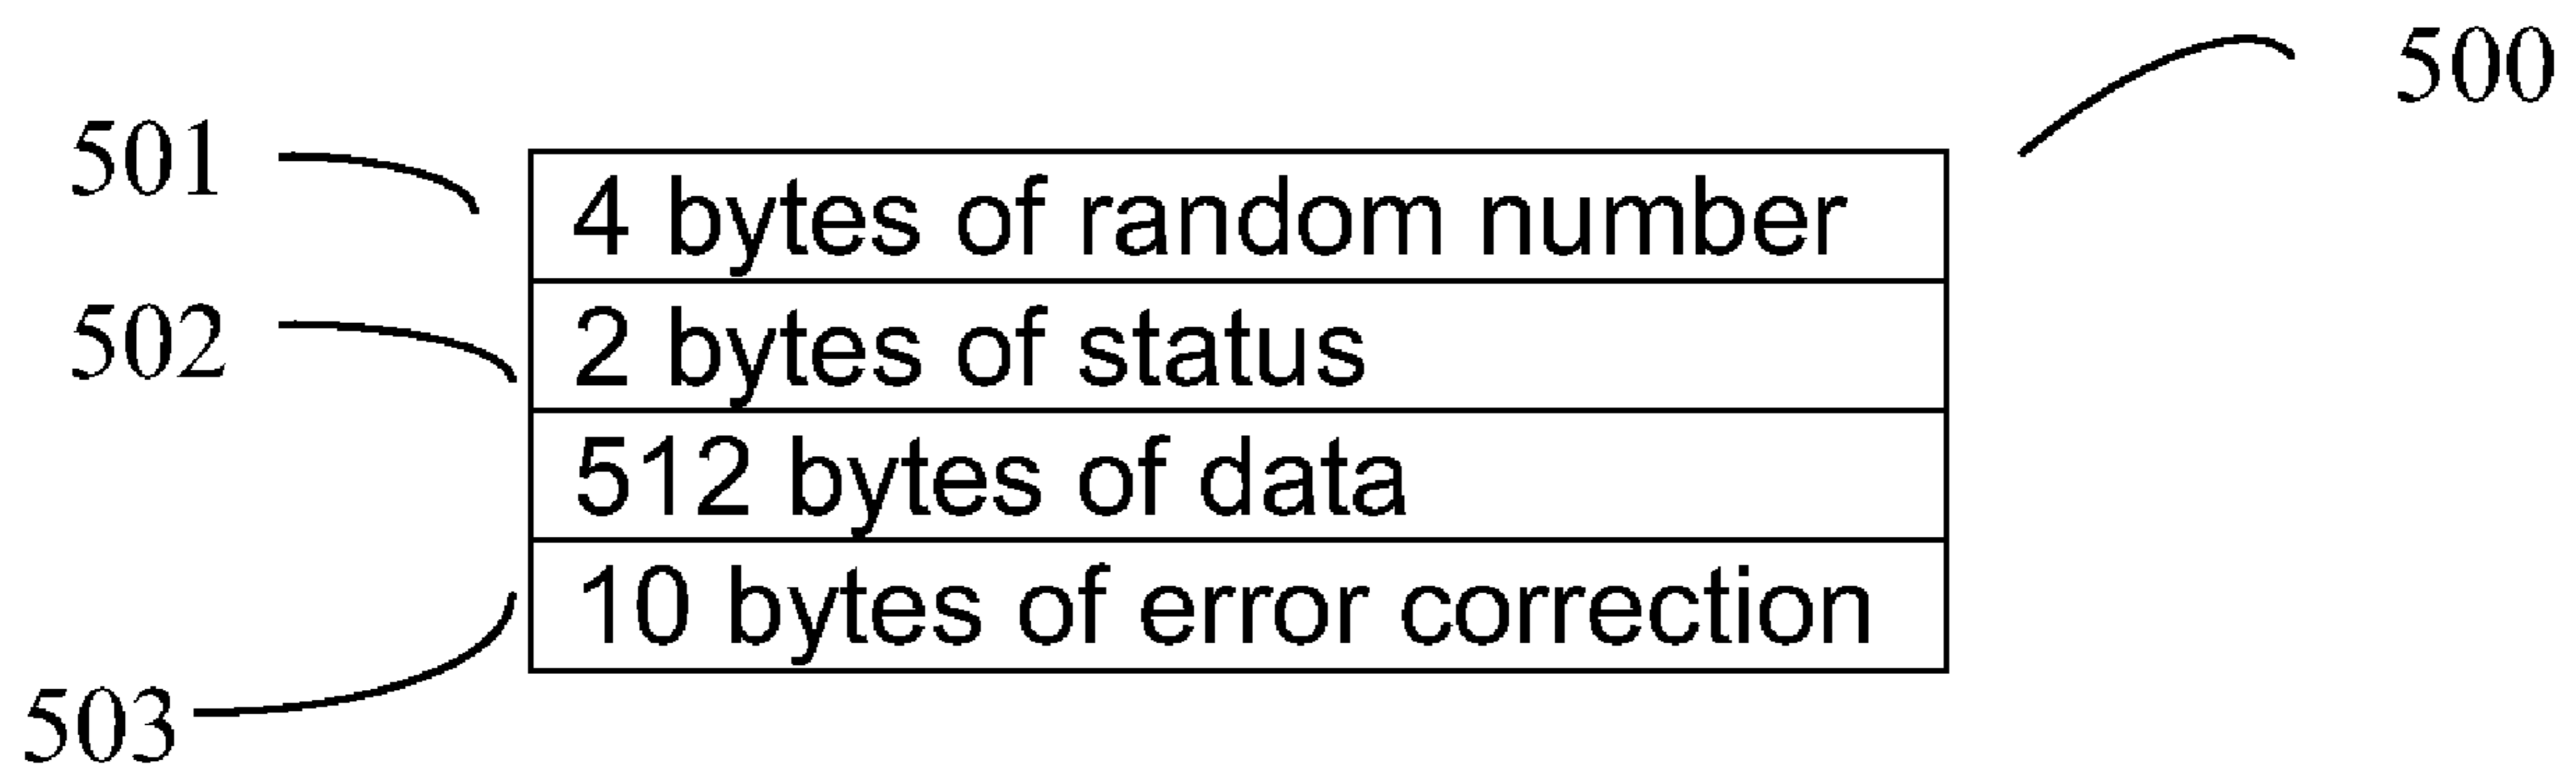 500
501
4 bytes of random number
502
2 bytes of status
512 bytes of data
10 bytes of error correction
503